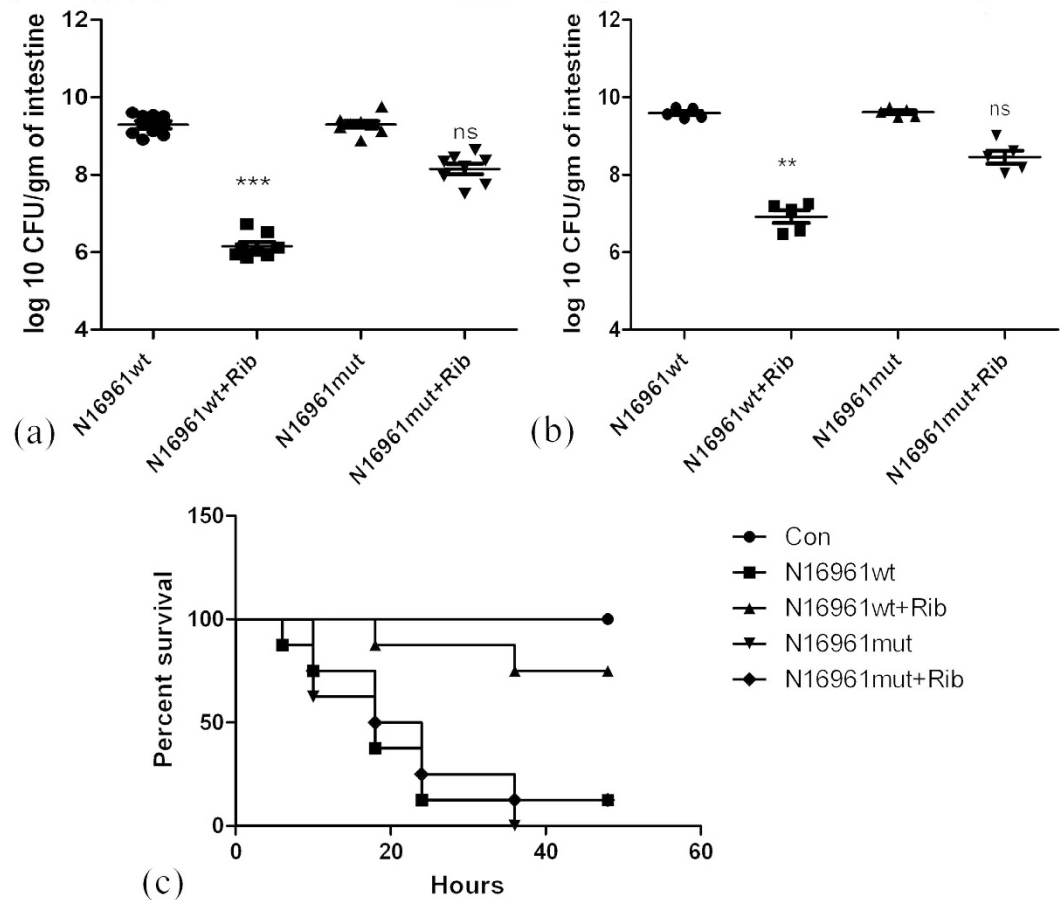 log 10 CFU/gm of intestine
12
10
8
6
4
***
ns
N16961wt
N16961wt+Rib
N16961mut
N16961mut+Rib
(a)
log 10 CFU/gm of intestine
12
10
8
6
4
**
ns
N16961wt
N16961wt+Rib
N16961mut
N16961mut+Rib
(b)
Percent survival
150
100
50
0
0
20
40
60
Hours
(c)
Con
N16961wt
N16961wt+Rib
N16961mut
N16961mut+Rib